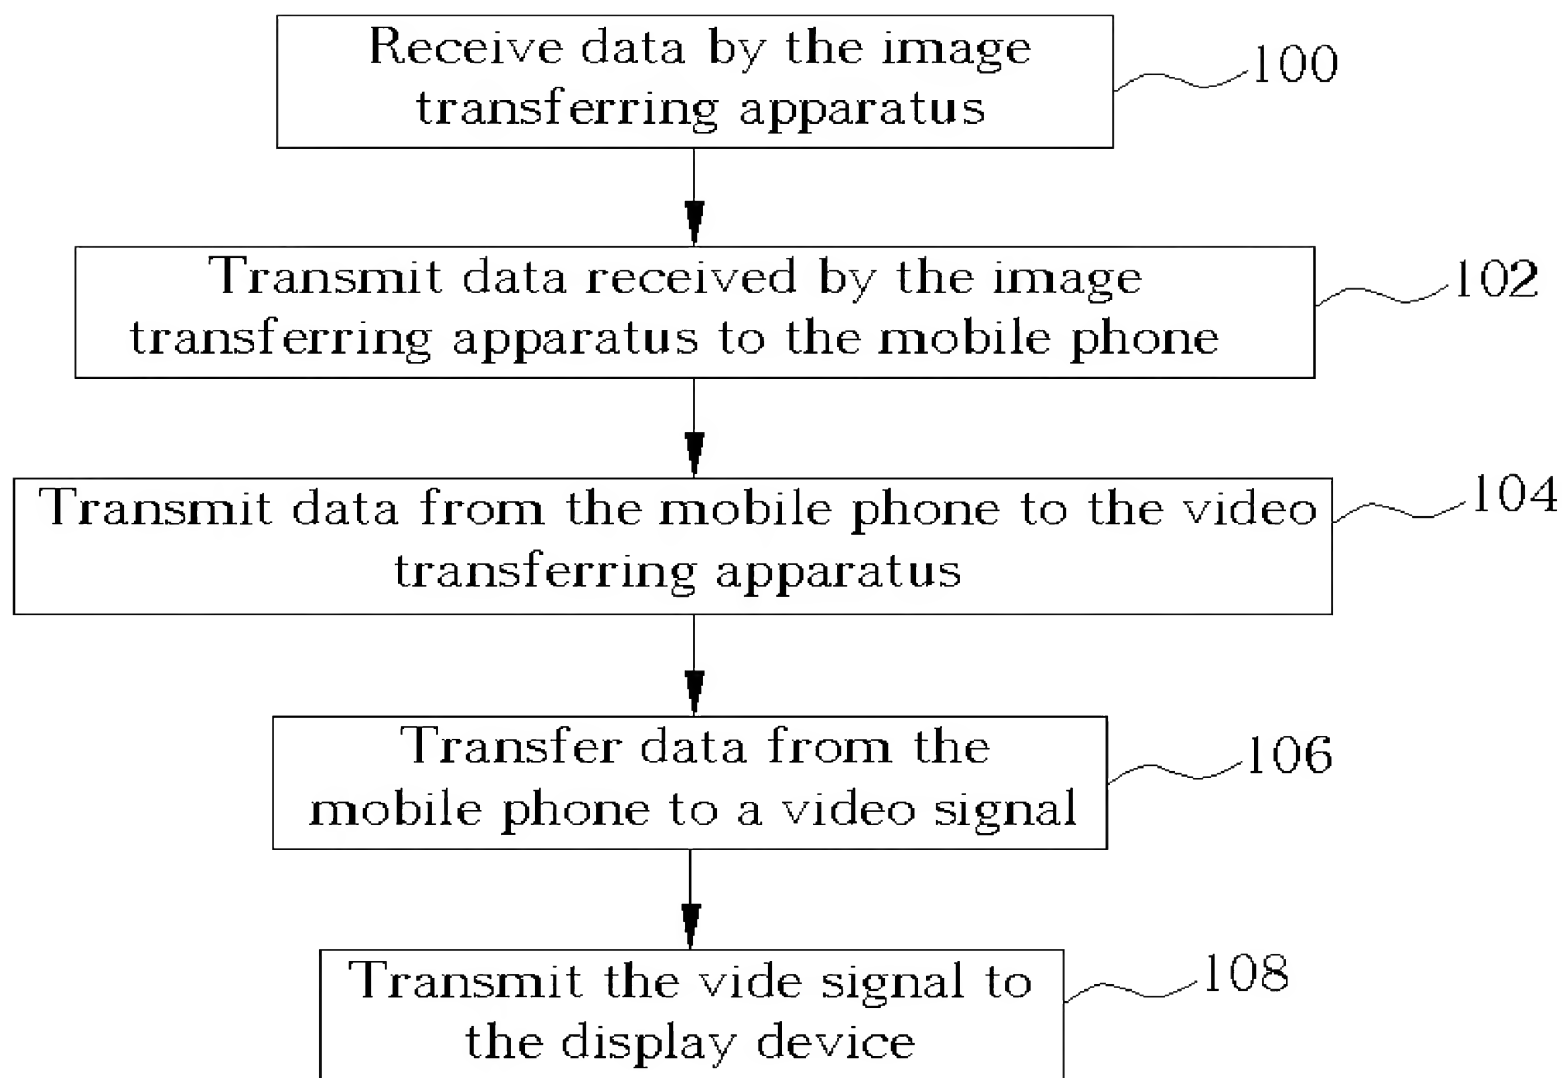 Receive data by the image
transferring apparatus
100
Transmit data received by the image
transferring apparatus to the mobile phone
102
Transmit data from the mobile phone to the video
transferring apparatus
104
Transfer data from the
mobile phone to a video signal
106
Transmit the vide signal to
the display device
108